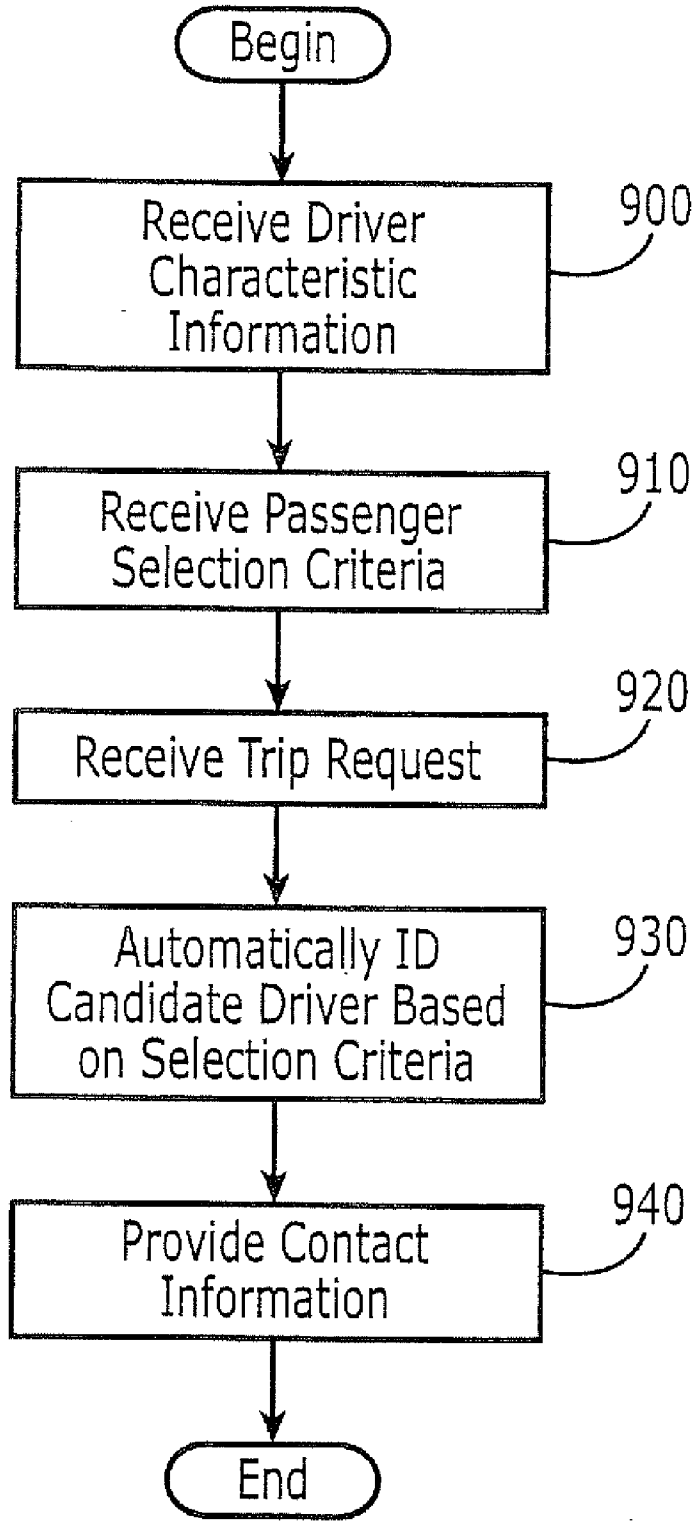 Begin
Receive Driver
Characteristic
Information
900
Receive Passenger
Selection Criteria
910
Receive Trip Request
920
Automatically ID
Candidate Driver Based
on Selection Criteria
930
Provide Contact
Information
940
End